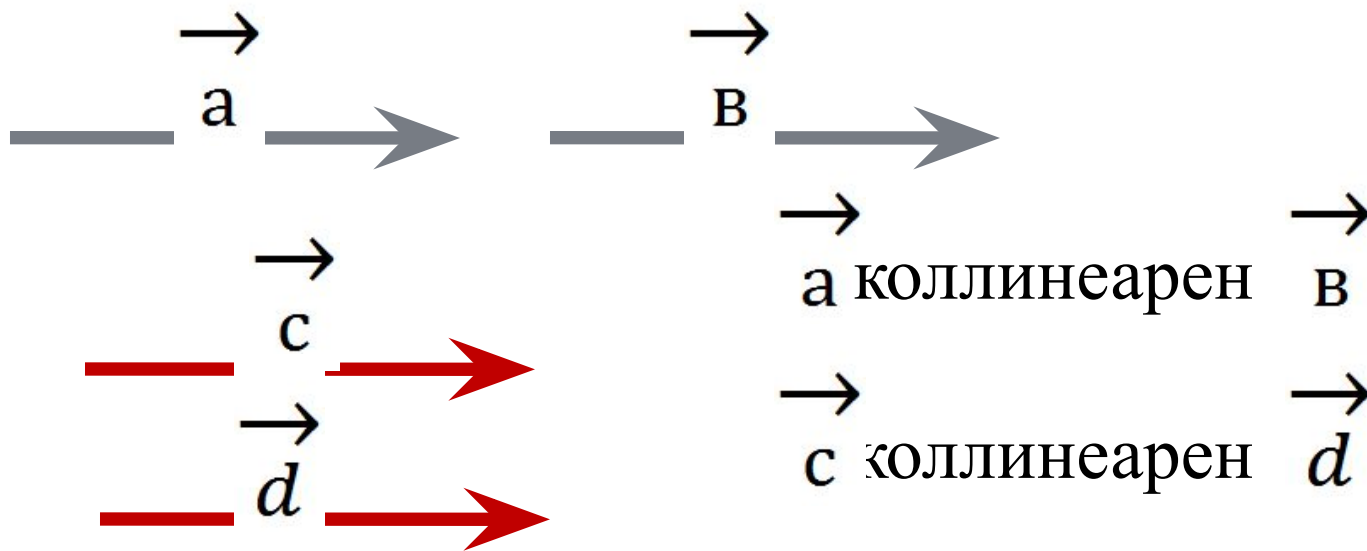 a⃗ в⃗
a⃗ коллинеарен в⃗
c⃗
c⃗ коллинеарен d⃗
d⃗